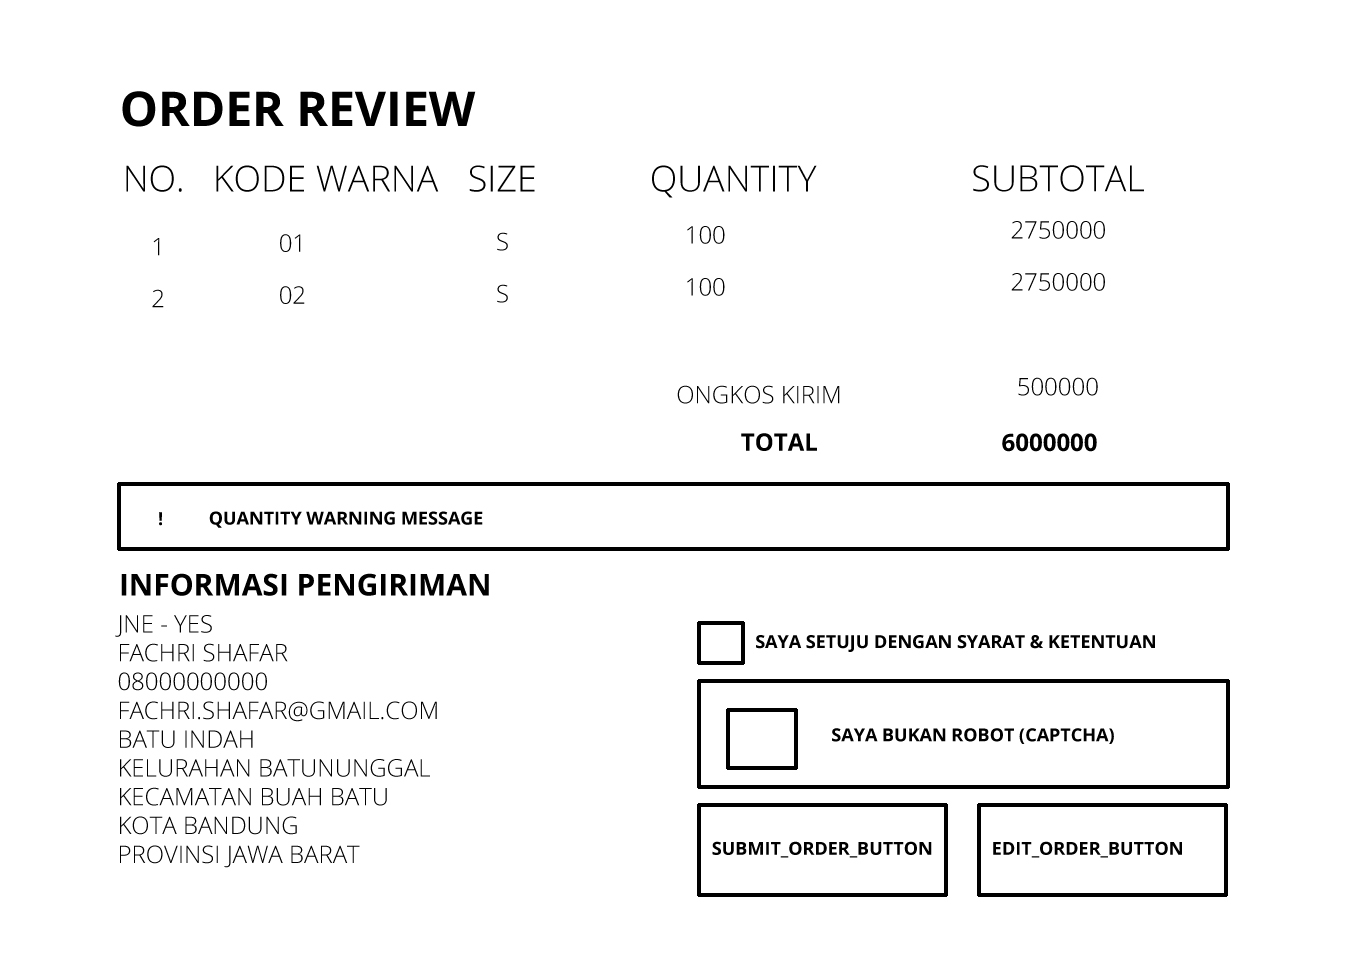 ORDER REVIEW
NO. KODE WARNA SIZE QUANTITY SUBTOTAL
1 01 S 100 2750000
2 02 S 100 2750000
ONGKOS KIRIM 500000
TOTAL 6000000
! QUANTITY WARNING MESSAGE
INFORMASI PENGIRIMAN
JNE - YES
FACHRI SHAFAR
08000000000
FACHRI.SHAFAR@GMAIL.COM
BATU INDAH
KELURAHAN BATUNUNGGAL
KECAMATAN BUAH BATU
KOTA BANDUNG
PROVINSI JAWA BARAT
SAYA SETUJU DENGAN SYARAT & KETENTUAN
SAYA BUKAN ROBOT (CAPTCHA)
SUBMIT_ORDER_BUTTON EDIT_ORDER_BUTTON